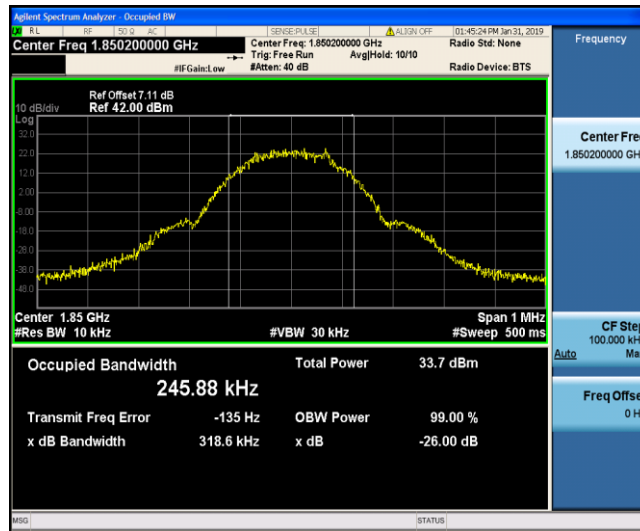 Agilent Spectrum Analyzer - Occupied BW
RL RF 50 Ω AC SENSE:PULSE ALIGN OFF 01:45:24 PM Jan 31, 2019
Center Freq 1.850200000 GHz
Center Freq: 1.850200000 GHz
Radio Std: None
Trig: Free Run Avg|Hold: 10/10
#IFGain:Low #Atten: 40 dB Radio Device: BTS
Frequency
Ref Offset 7.11 dB
10 dB/div Ref 42.00 dBm
Log
32.0
22.0
12.0
2.00
-8.00
-18.0
-28.0
-38.0
-48.0
Center 1.85 GHz Span 1 MHz
#Res BW 10 kHz #VBW 30 kHz #Sweep 500 ms
Occupied Bandwidth Total Power 33.7 dBm
245.88 kHz
Transmit Freq Error -135 Hz OBW Power 99.00 %
x dB Bandwidth 318.6 kHz x dB -26.00 dB
Center Fre
1.850200000 GH
CF Step
100.000 kH
Auto Ma
Freq Offse
0 H
MSG STATUS